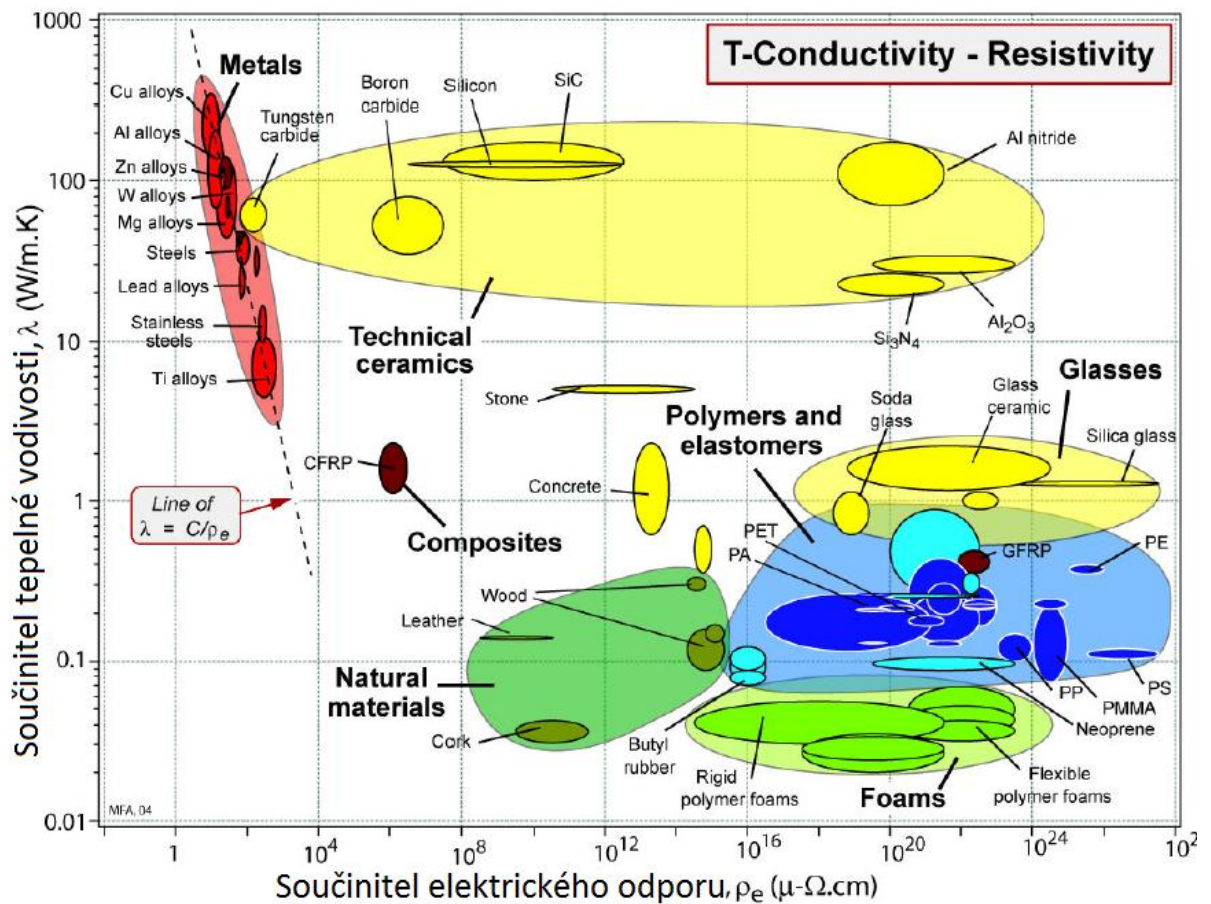 T-Conductivity - Resistivity
1000
100
10
1
0.1
0.01
Součinitel tepelné vodivosti, λ (W/m.K)
Metals
Cu alloys
Al alloys
Zn alloys
W alloys
Mg alloys
Steels
Lead alloys
Stainless
steels
Ti alloys
Tungsten
carbide
Boron
carbide
Silicon
SiC
Al nitride
Technical
ceramics
Si3N4
Al2O3
Stone
Glasses
Soda
glass
Glass
ceramic
Silica glass
Polymers and
elastomers
CFRP
Composites
Concrete
Line of
λ = C/ρe
PET
PA
GFRP
PE
Wood
Leather
Natural
materials
Cork
Butyl
rubber
Rigid
polymer foams
Foams
Flexible
polymer foams
PP
PMMA
Neoprene
PS
MFA, 04
1
10^4
10^8
10^12
10^16
10^20
10^24
10^2
Součinitel elektrického odporu, ρe (μ-Ω.cm)